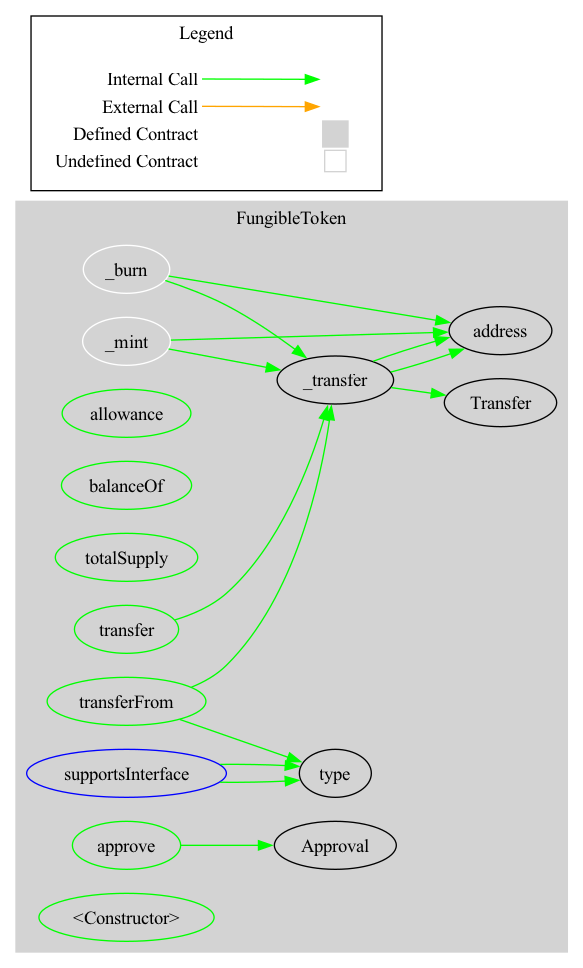 Legend
Internal Call
External Call
Defined Contract
Undefined Contract
FungibleToken
_burn
_mint
address
_transfer
Transfer
allowance
balanceOf
totalSupply
transfer
transferFrom
supportsInterface
type
approve
Approval
<Constructor>